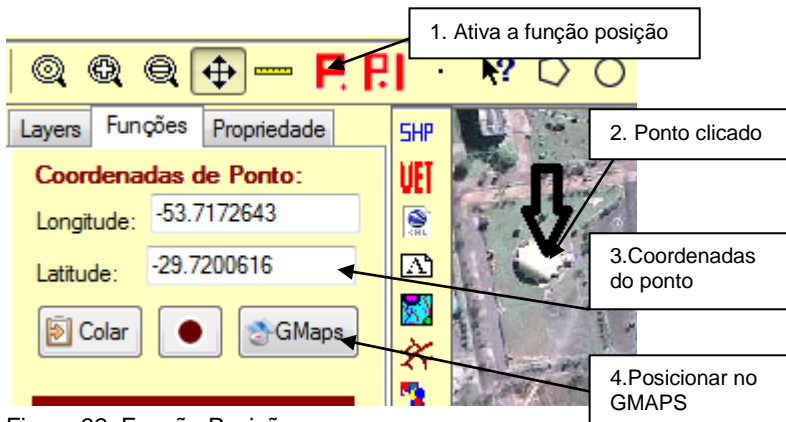 1. Ativa a função posição
P. P.I
Layers Funções Propriedade
SHP
2. Ponto clicado
Coordenadas de Ponto:
VET
Longitude: -53.7172643
Latitude: -29.7200616
3.Coordenadas
do ponto
Colar GMaps
4.Posicionar no
GMAPS